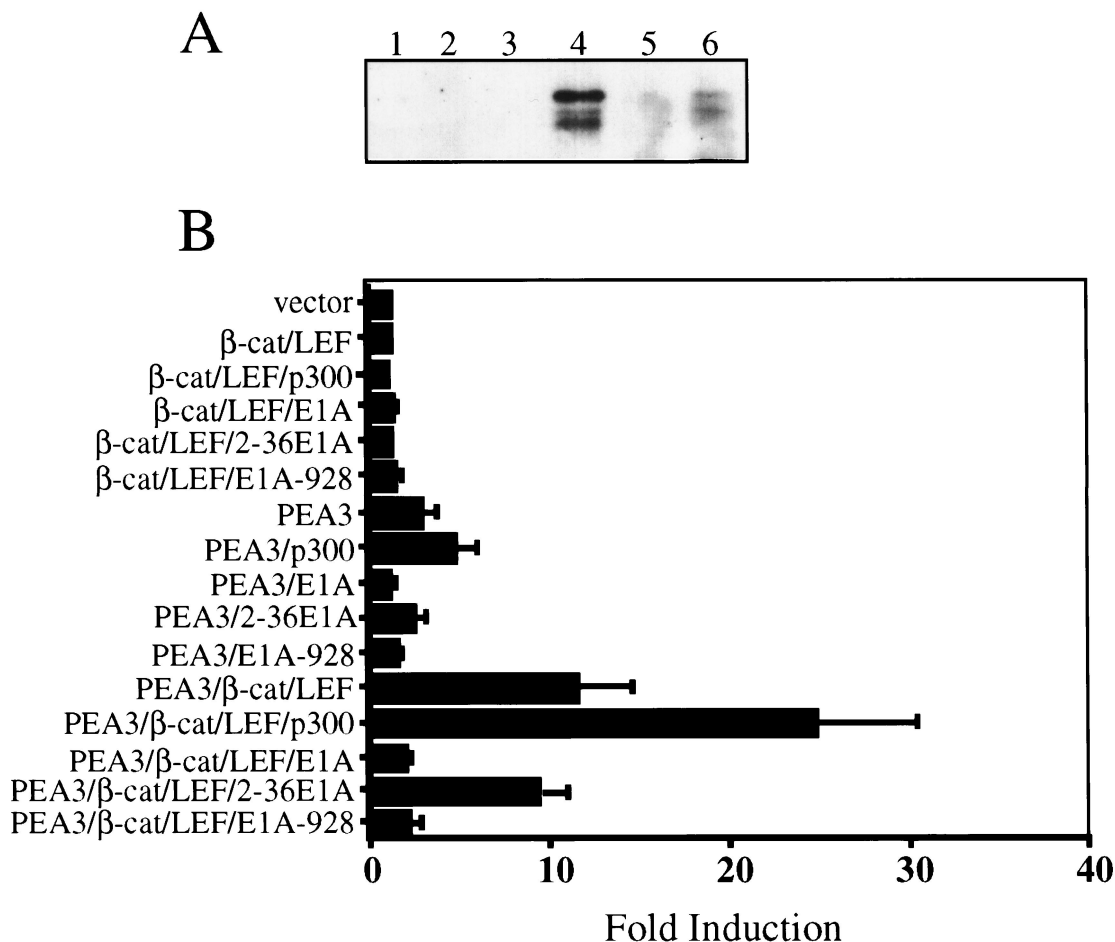 A
1 2 3 4 5 6
B
vector
β-cat/LEF
β-cat/LEF/p300
β-cat/LEF/E1A
β-cat/LEF/2-36E1A
β-cat/LEF/E1A-928
PEA3
PEA3/p300
PEA3/E1A
PEA3/2-36E1A
PEA3/E1A-928
PEA3/β-cat/LEF
PEA3/β-cat/LEF/p300
PEA3/β-cat/LEF/E1A
PEA3/β-cat/LEF/2-36E1A
PEA3/β-cat/LEF/E1A-928
0 10 20 30 40
Fold Induction